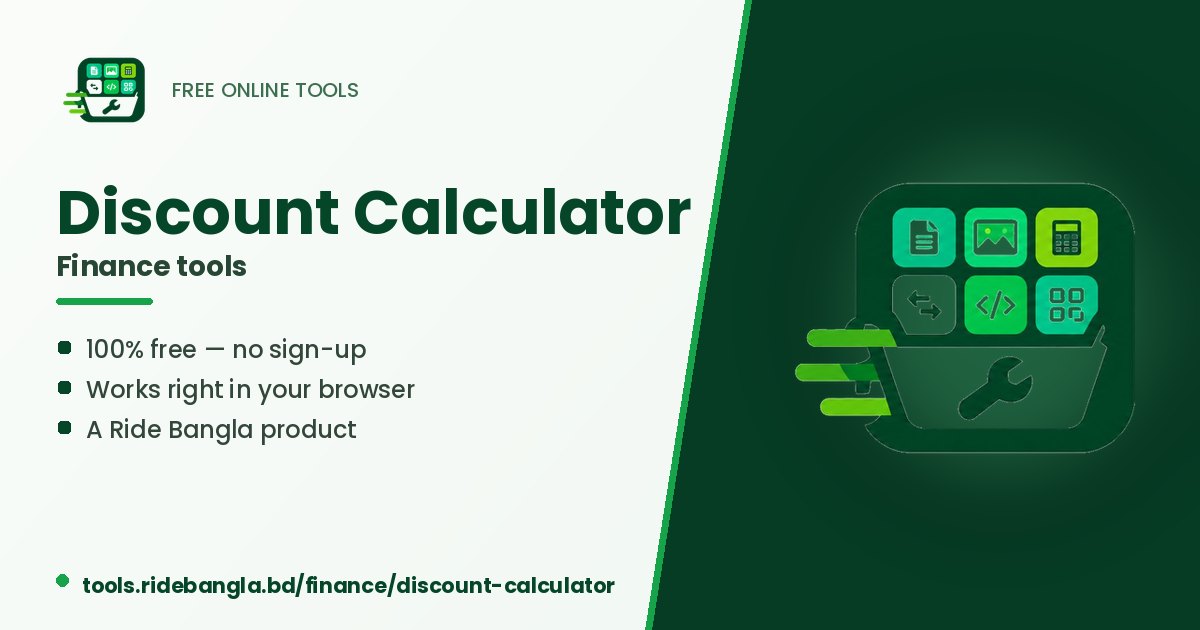 FREE ONLINE TOOLS
Discount Calculator
Finance tools
100% free — no sign-up
Works right in your browser
A Ride Bangla product
tools.ridebangla.bd/finance/discount-calculator